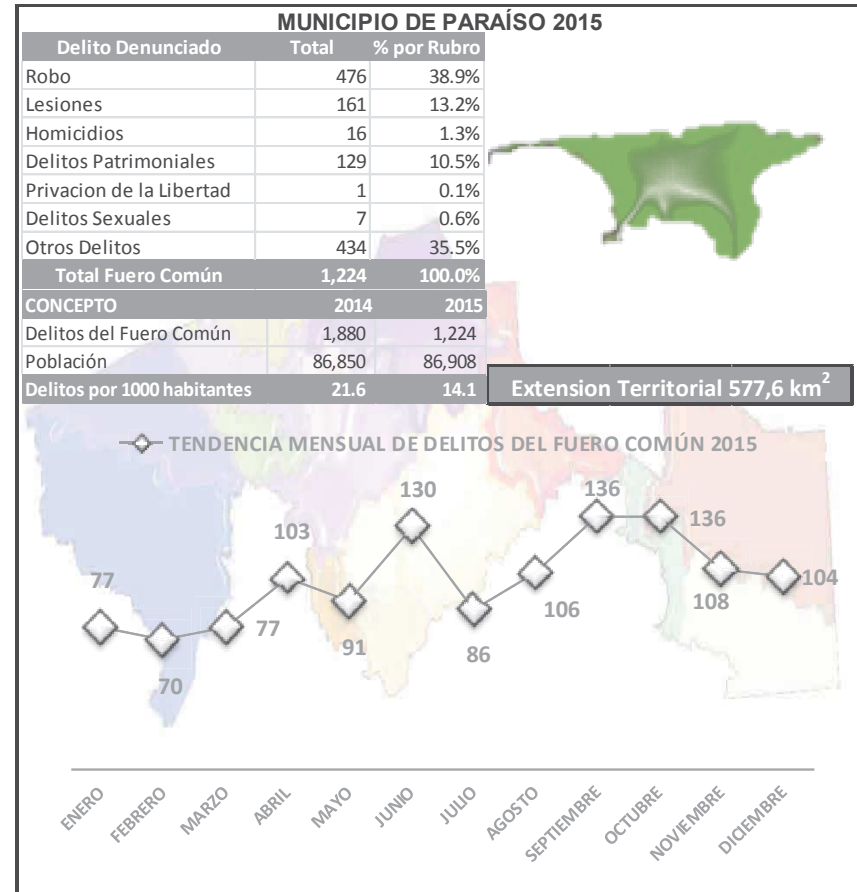 MUNICIPIO DE PARAÍSO 2015
Delito Denunciado Total % por Rubro
Robo 476 38.9%
Lesiones 161 13.2%
Homicidios 16 1.3%
Delitos Patrimoniales 129 10.5%
Privacion de la Libertad 1 0.1%
Delitos Sexuales 7 0.6%
Otros Delitos 434 35.5%
Total Fuero Común 1,224 100.0%
CONCEPTO 2014 2015
Delitos del Fuero Común 1,880 1,224
Población 86,850 86,908
Delitos por 1000 habitantes 21.6 14.1
Extension Territorial 577,6 km²
TENDENCIA MENSUAL DE DELITOS DEL FUERO COMÚN 2015
77
70
77
103
91
130
86
106
136
136
108
104
ENERO
FEBRERO
MARZO
ABRIL
MAYO
JUNIO
JULIO
AGOSTO
SEPTIEMBRE
OCTUBRE
NOVIEMBRE
DICIEMBRE